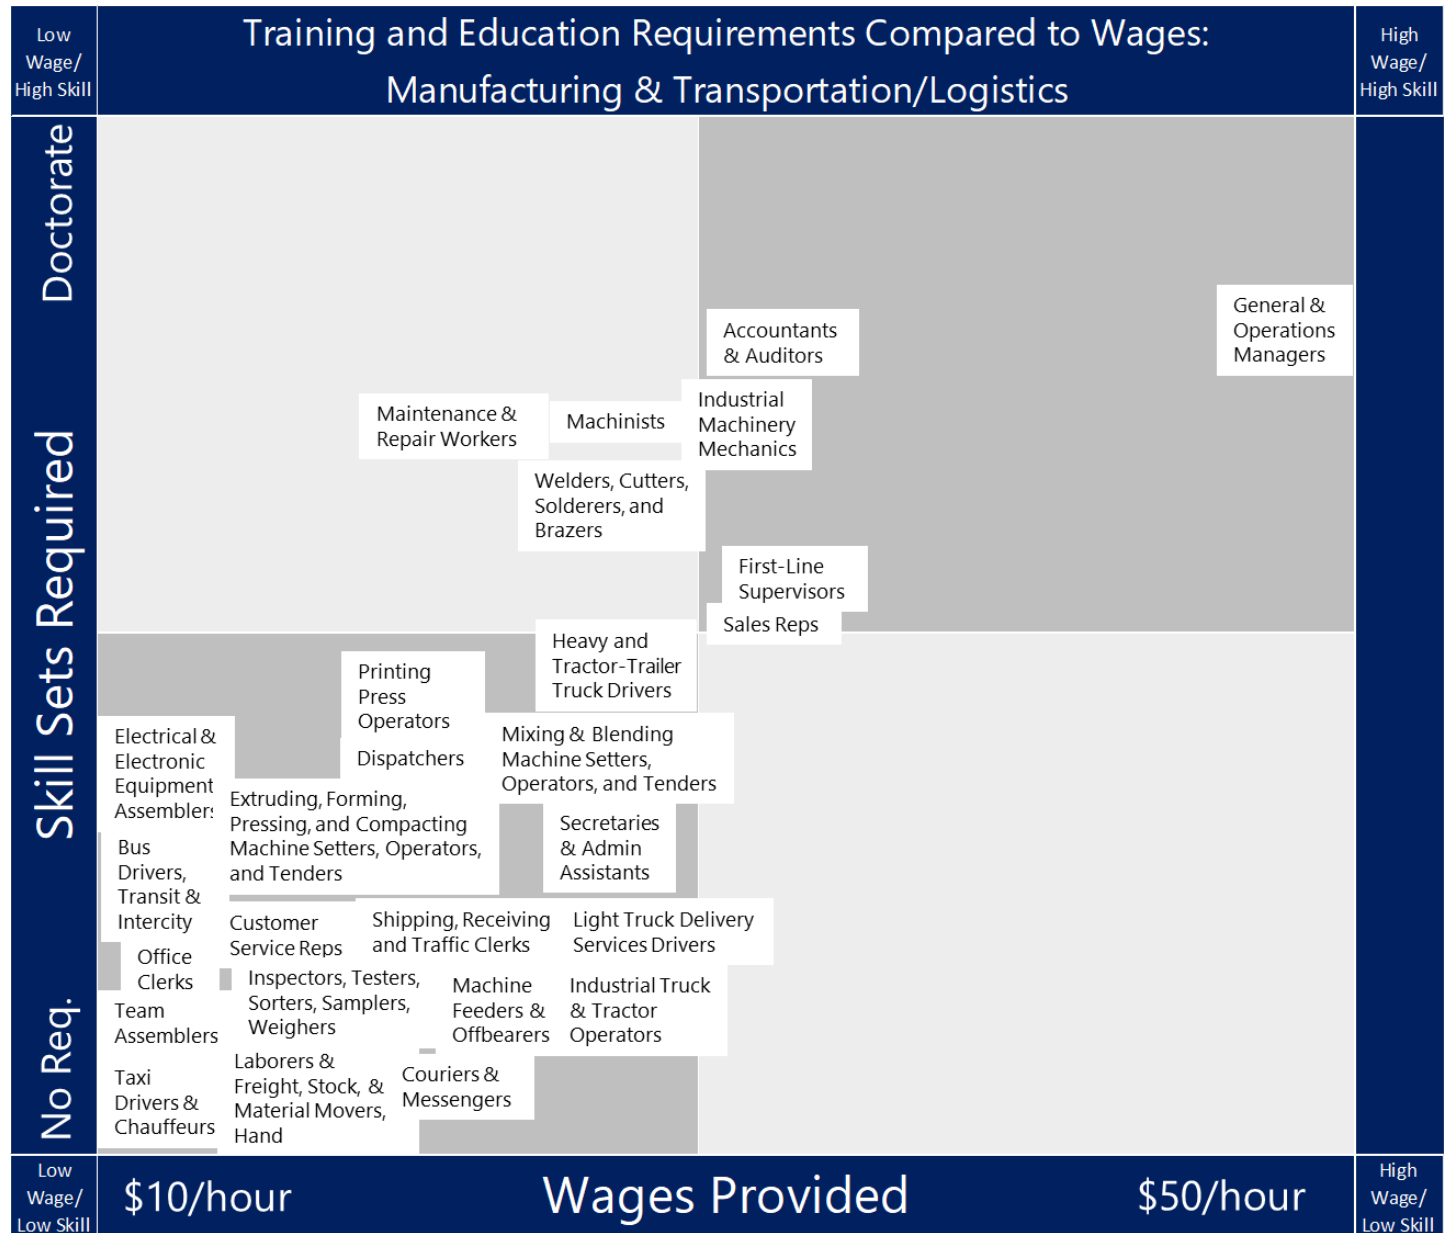 Low
Wage/
High Skill
Training and Education Requirements Compared to Wages:
Manufacturing & Transportation/Logistics
High
Wage/
High Skill
Doctorate
Skill Sets Required
No Req.
General &
Operations
Managers
Accountants
& Auditors
Industrial
Machinery
Mechanics
Maintenance &
Repair Workers
Machinists
Welders, Cutters,
Solderers, and
Brazers
First-Line
Supervisors
Sales Reps
Heavy and
Tractor-Trailer
Truck Drivers
Printing
Press
Operators
Dispatchers
Mixing & Blending
Machine Setters,
Operators, and Tenders
Electrical &
Electronic
Equipment
Assemblers
Extruding, Forming,
Pressing, and Compacting
Machine Setters, Operators,
and Tenders
Secretaries
& Admin
Assistants
Bus
Drivers,
Transit &
Intercity
Customer
Service Reps
Shipping, Receiving
and Traffic Clerks
Light Truck Delivery
Services Drivers
Office
Clerks
Inspectors, Testers,
Sorters, Samplers,
Weighers
Machine
Feeders &
Offbearers
Industrial Truck
& Tractor
Operators
Team
Assemblers
Laborers &
Freight, Stock, &
Material Movers,
Hand
Couriers &
Messengers
Taxi
Drivers &
Chauffeurs
Low
Wage/
Low Skill
$10/hour
Wages Provided
$50/hour
High
Wage/
Low Skill